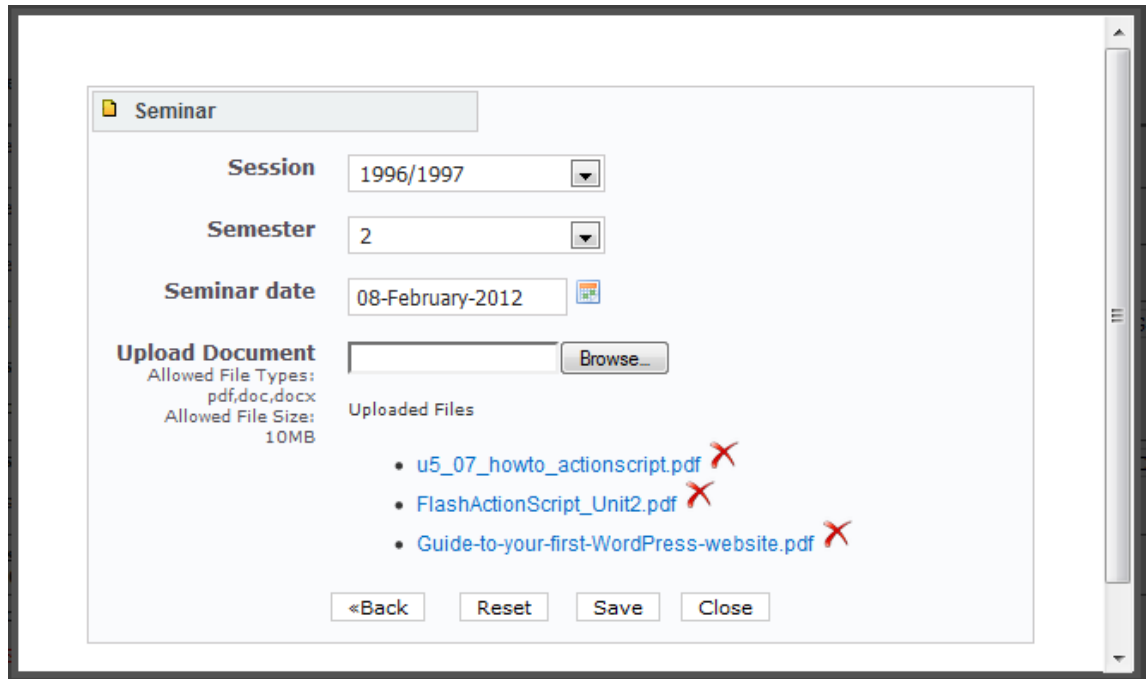 Seminar
Session 1996/1997
Semester 2
Seminar date 08-February-2012
Upload Document Browse...
Allowed File Types:
pdf,doc,docx
Allowed File Size:
10MB
Uploaded Files
• u5_07_howto_actionscript.pdf
• FlashActionScript_Unit2.pdf
• Guide-to-your-first-WordPress-website.pdf
«Back Reset Save Close